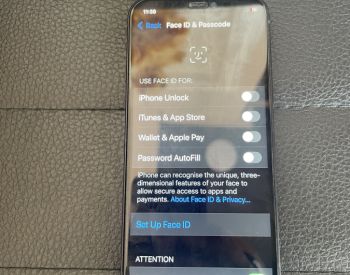 11:00
Back
Face ID & Passcode
USE FACE ID FOR:
iPhone Unlock
iTunes & App Store
Wallet & Apple Pay
Password AutoFill
iPhone can recognise the unique, three-
dimensional features of your face to
allow secure access to apps and
payments. About Face ID & Privacy...
Set Up Face ID
ATTENTION